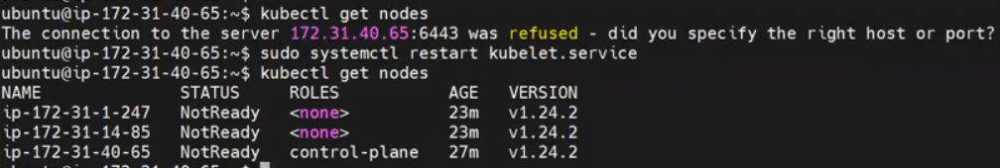 ubuntu@ip-172-31-40-65:~$ kubectl get nodes
The connection to the server 172.31.40.65:6443 was refused - did you specify the right host or port?
ubuntu@ip-172-31-40-65:~$ sudo systemctl restart kubelet.service
ubuntu@ip-172-31-40-65:~$ kubectl get nodes
NAME STATUS ROLES AGE VERSION
ip-172-31-1-247 NotReady <none> 23m v1.24.2
ip-172-31-14-85 NotReady <none> 23m v1.24.2
ip-172-31-40-65 NotReady control-plane 27m v1.24.2